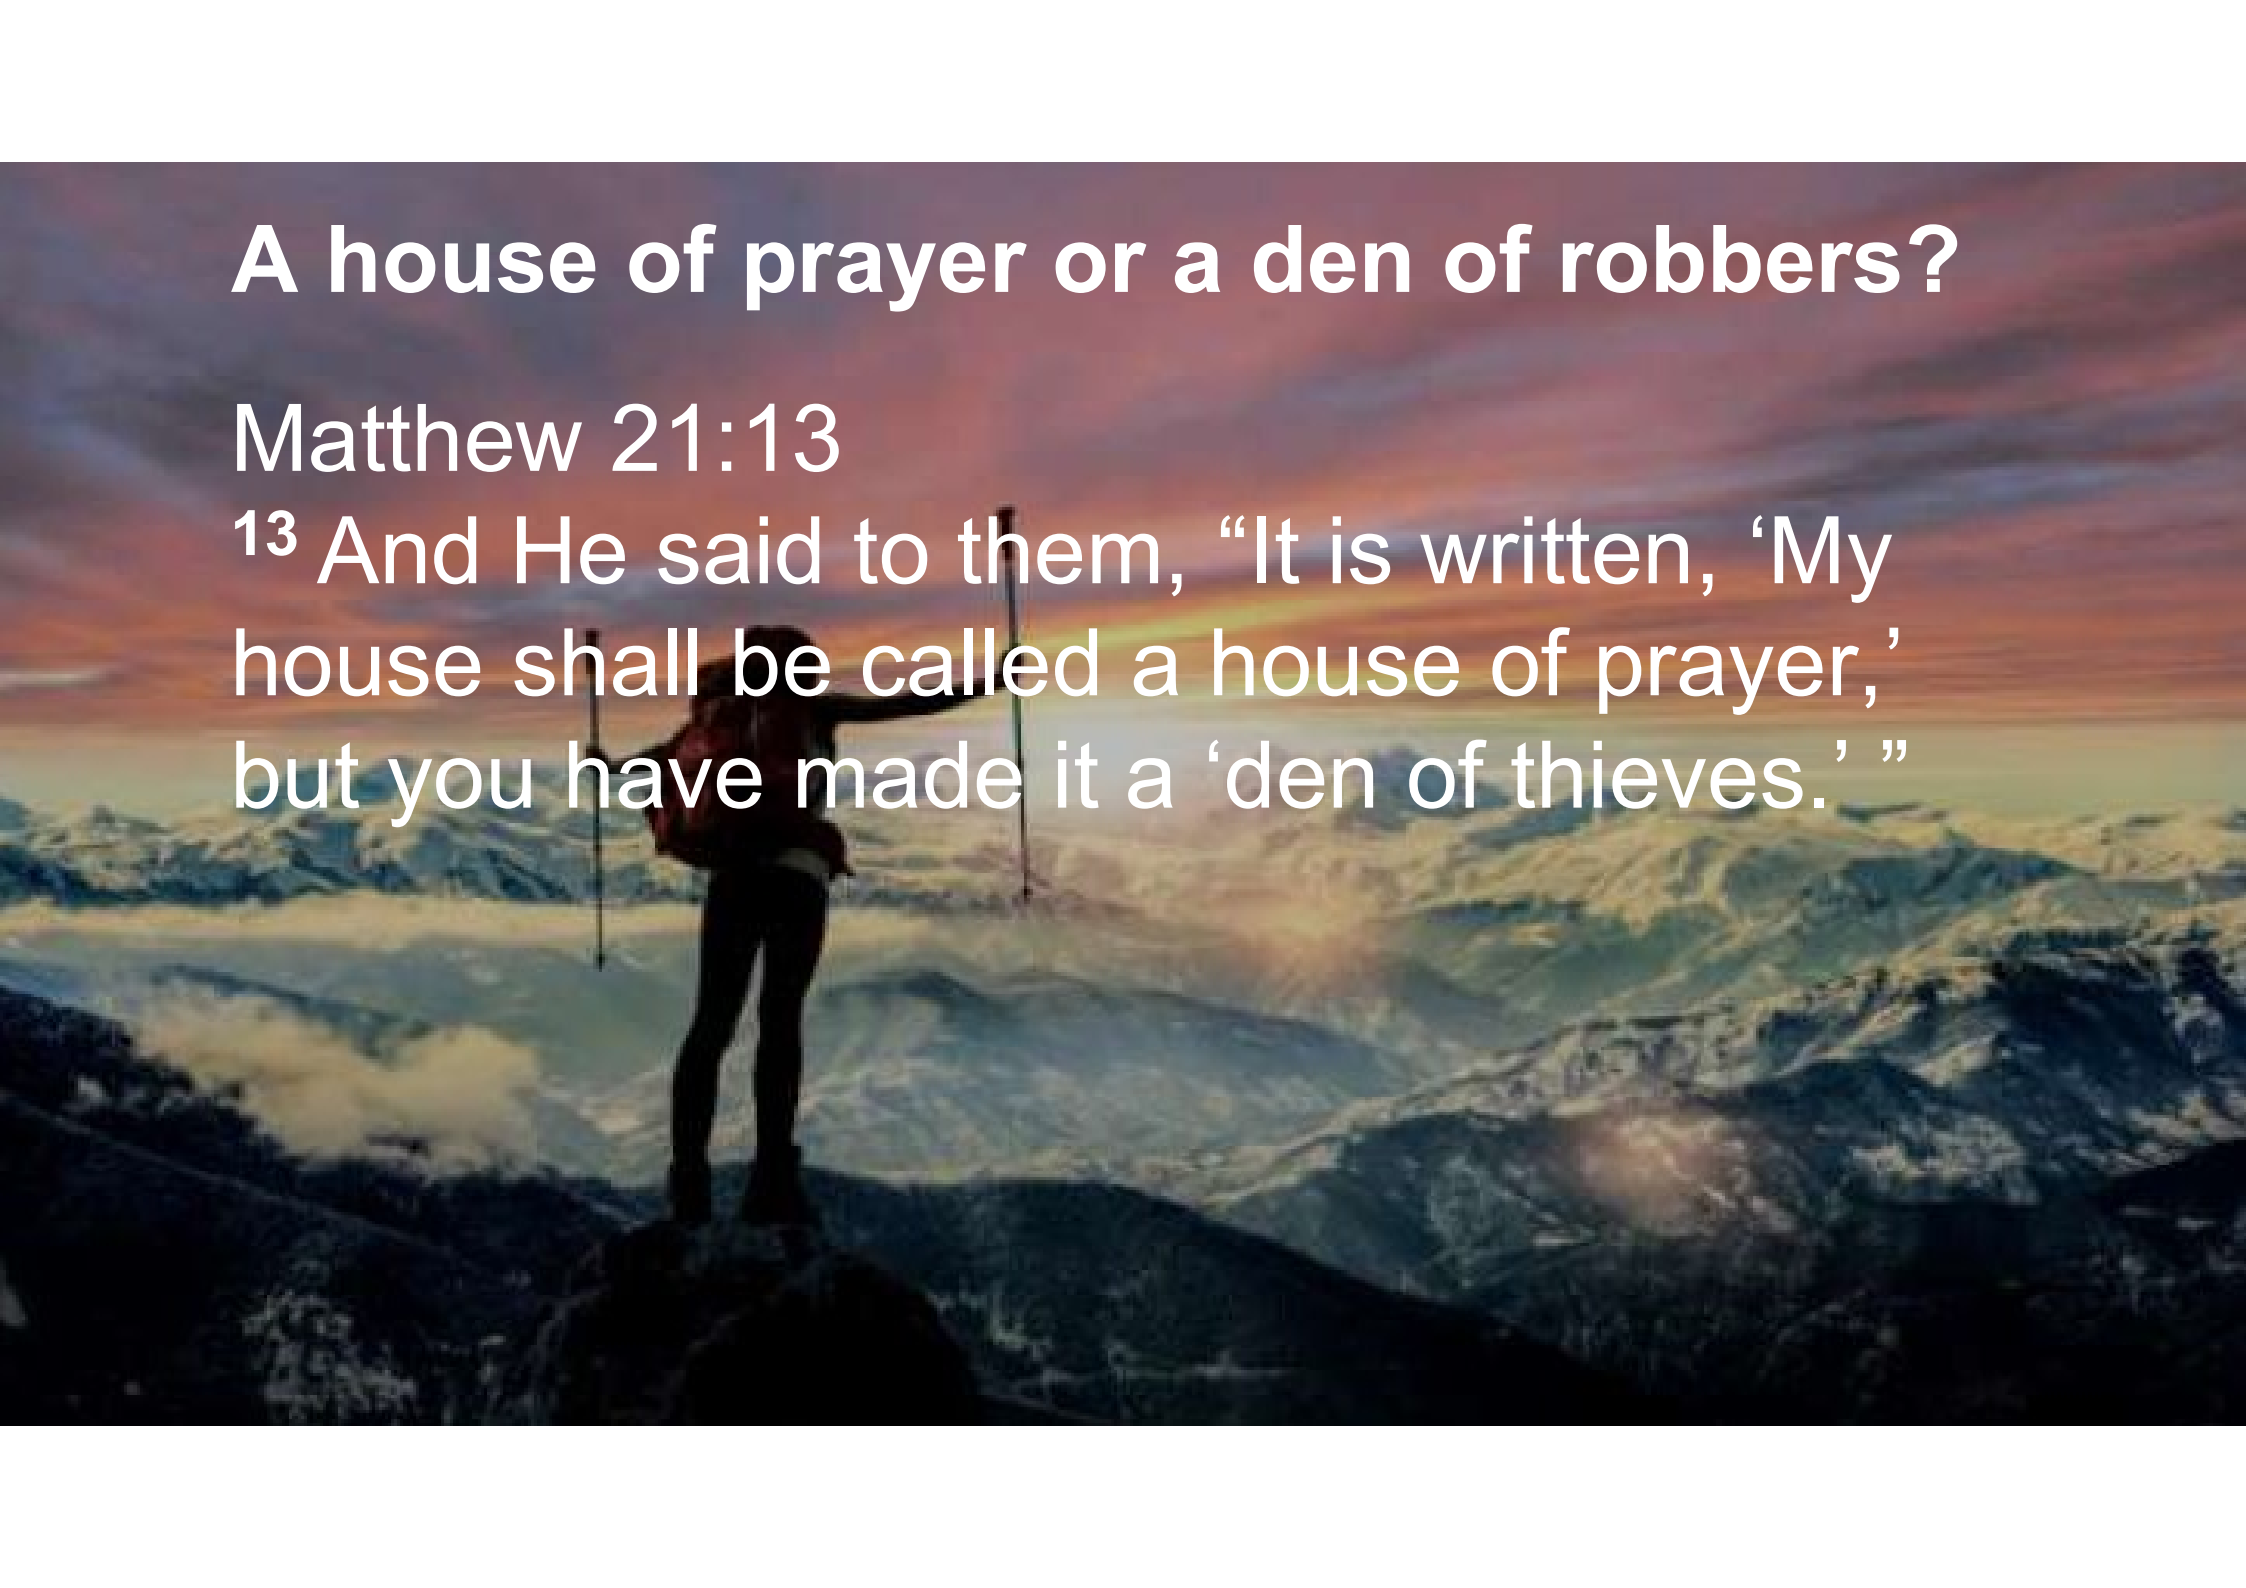 A house of prayer or a den of robbers?
Matthew 21:13
13 And He said to them, “It is written, ‘My
house shall be called a house of prayer,’
but you have made it a ‘den of thieves.’ ”